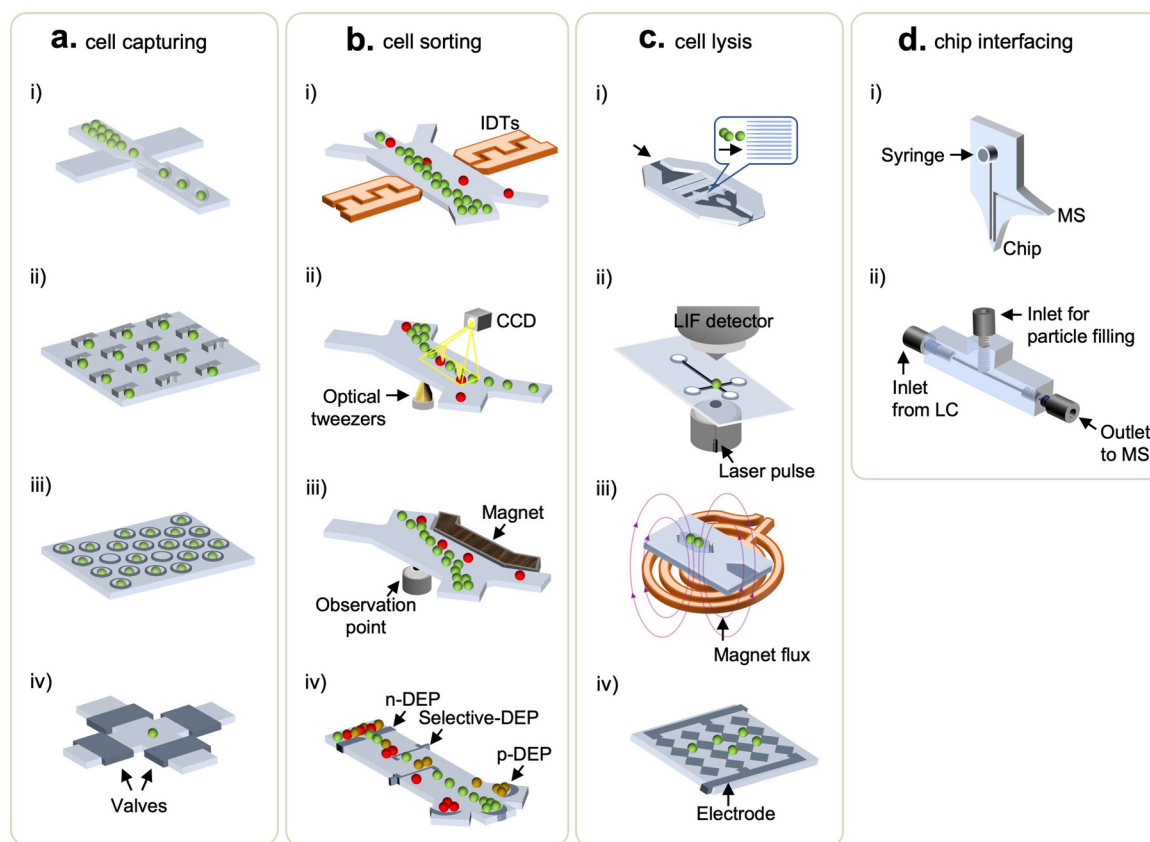 a. cell capturing
i)
ii)
iii)
iv)
Valves
b. cell sorting
i)
IDTs
ii)
CCD
Optical
tweezers
iii)
Magnet
Observation
point
iv)
n-DEP
Selective-DEP
p-DEP
c. cell lysis
i)
ii)
LIF detector
Laser pulse
iii)
Magnet flux
iv)
Electrode
d. chip interfacing
i)
Syringe
MS
Chip
ii)
Inlet for
particle filling
Inlet
from LC
Outlet
to MS